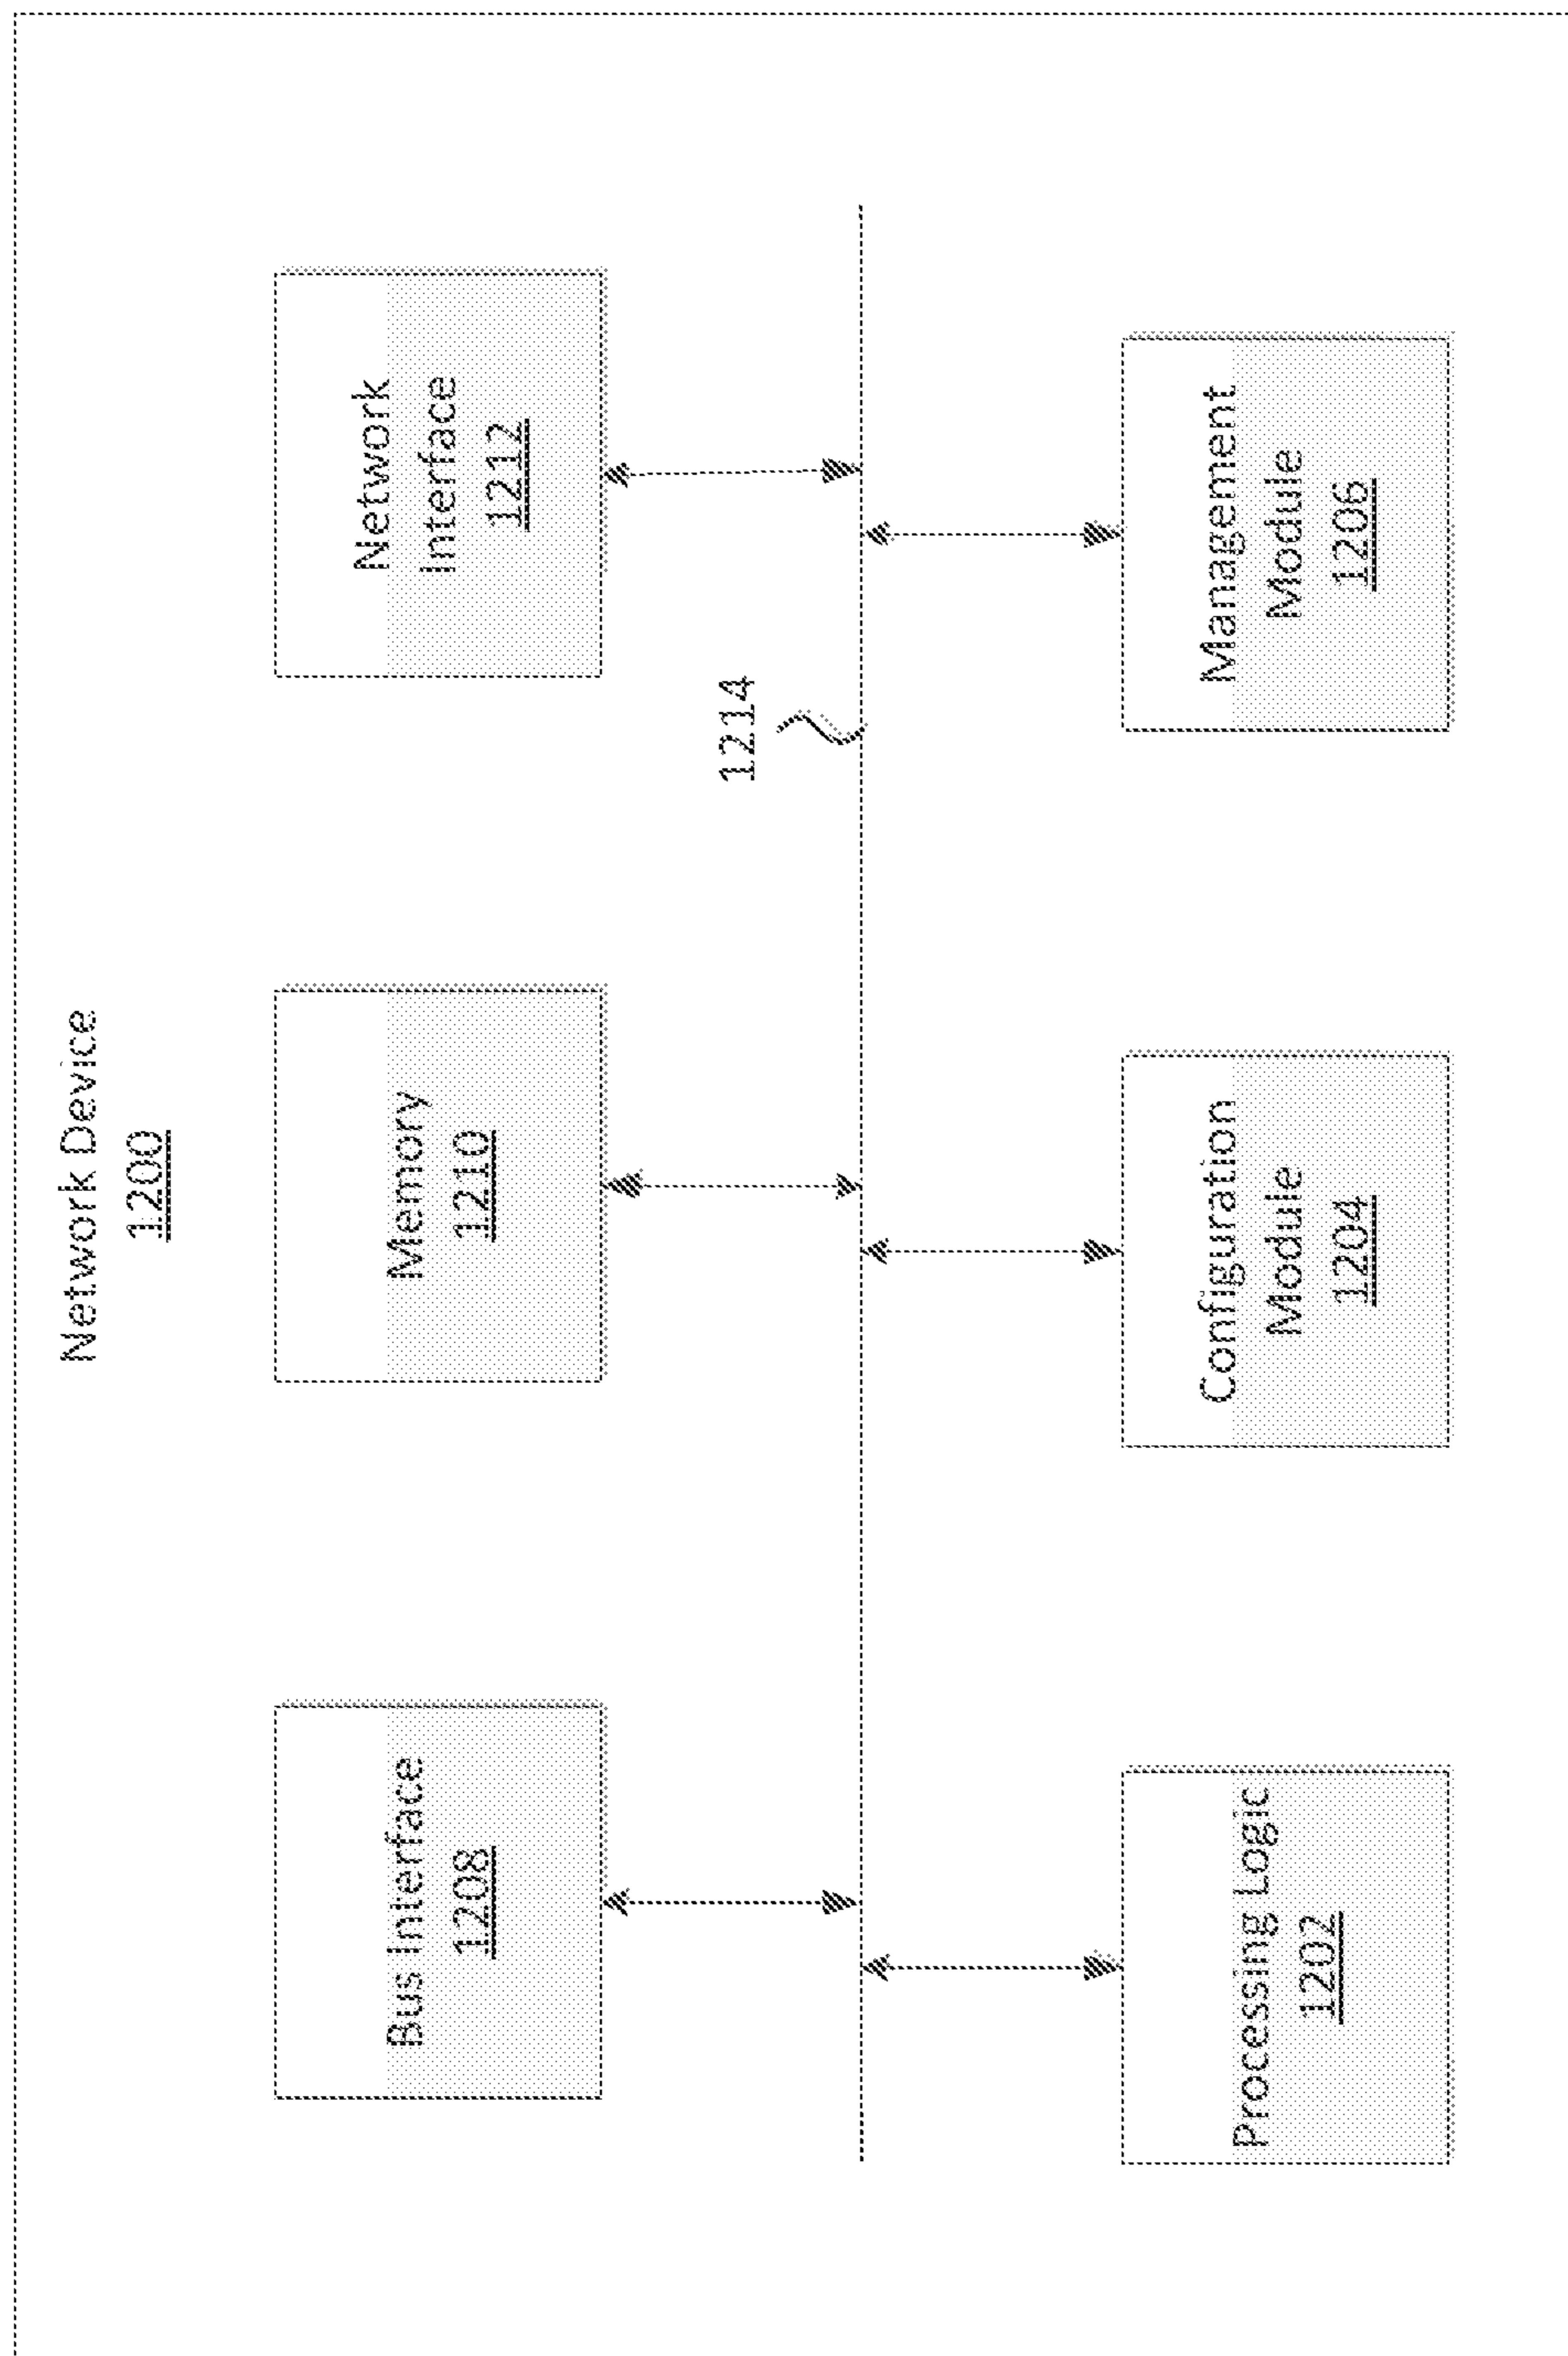 Network Device
1200
Bus Interface
1208
Memory
1210
Network
Interface
1212
1214
Processing Logic
1202
Configuration
Module
1204
Management
Module
1206